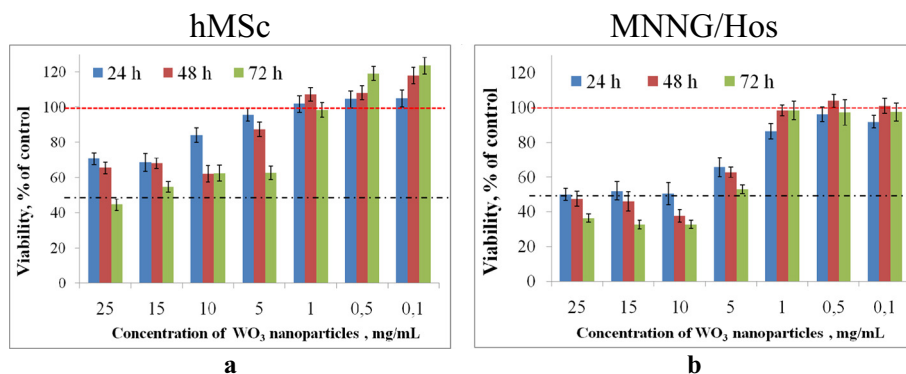 hMSc
Viability, % of control
120
100
80
60
40
20
0
24 h 48 h 72 h
25 15 10 5 1 0,5 0,1
Concentration of WO₃ nanoparticles , mg/mL
a
MNNG/Hos
Viability, % of control
120
100
80
60
40
20
0
24 h 48 h 72 h
25 15 10 5 1 0,5 0,1
Concentration of WO₃ nanoparticles , mg/mL
b